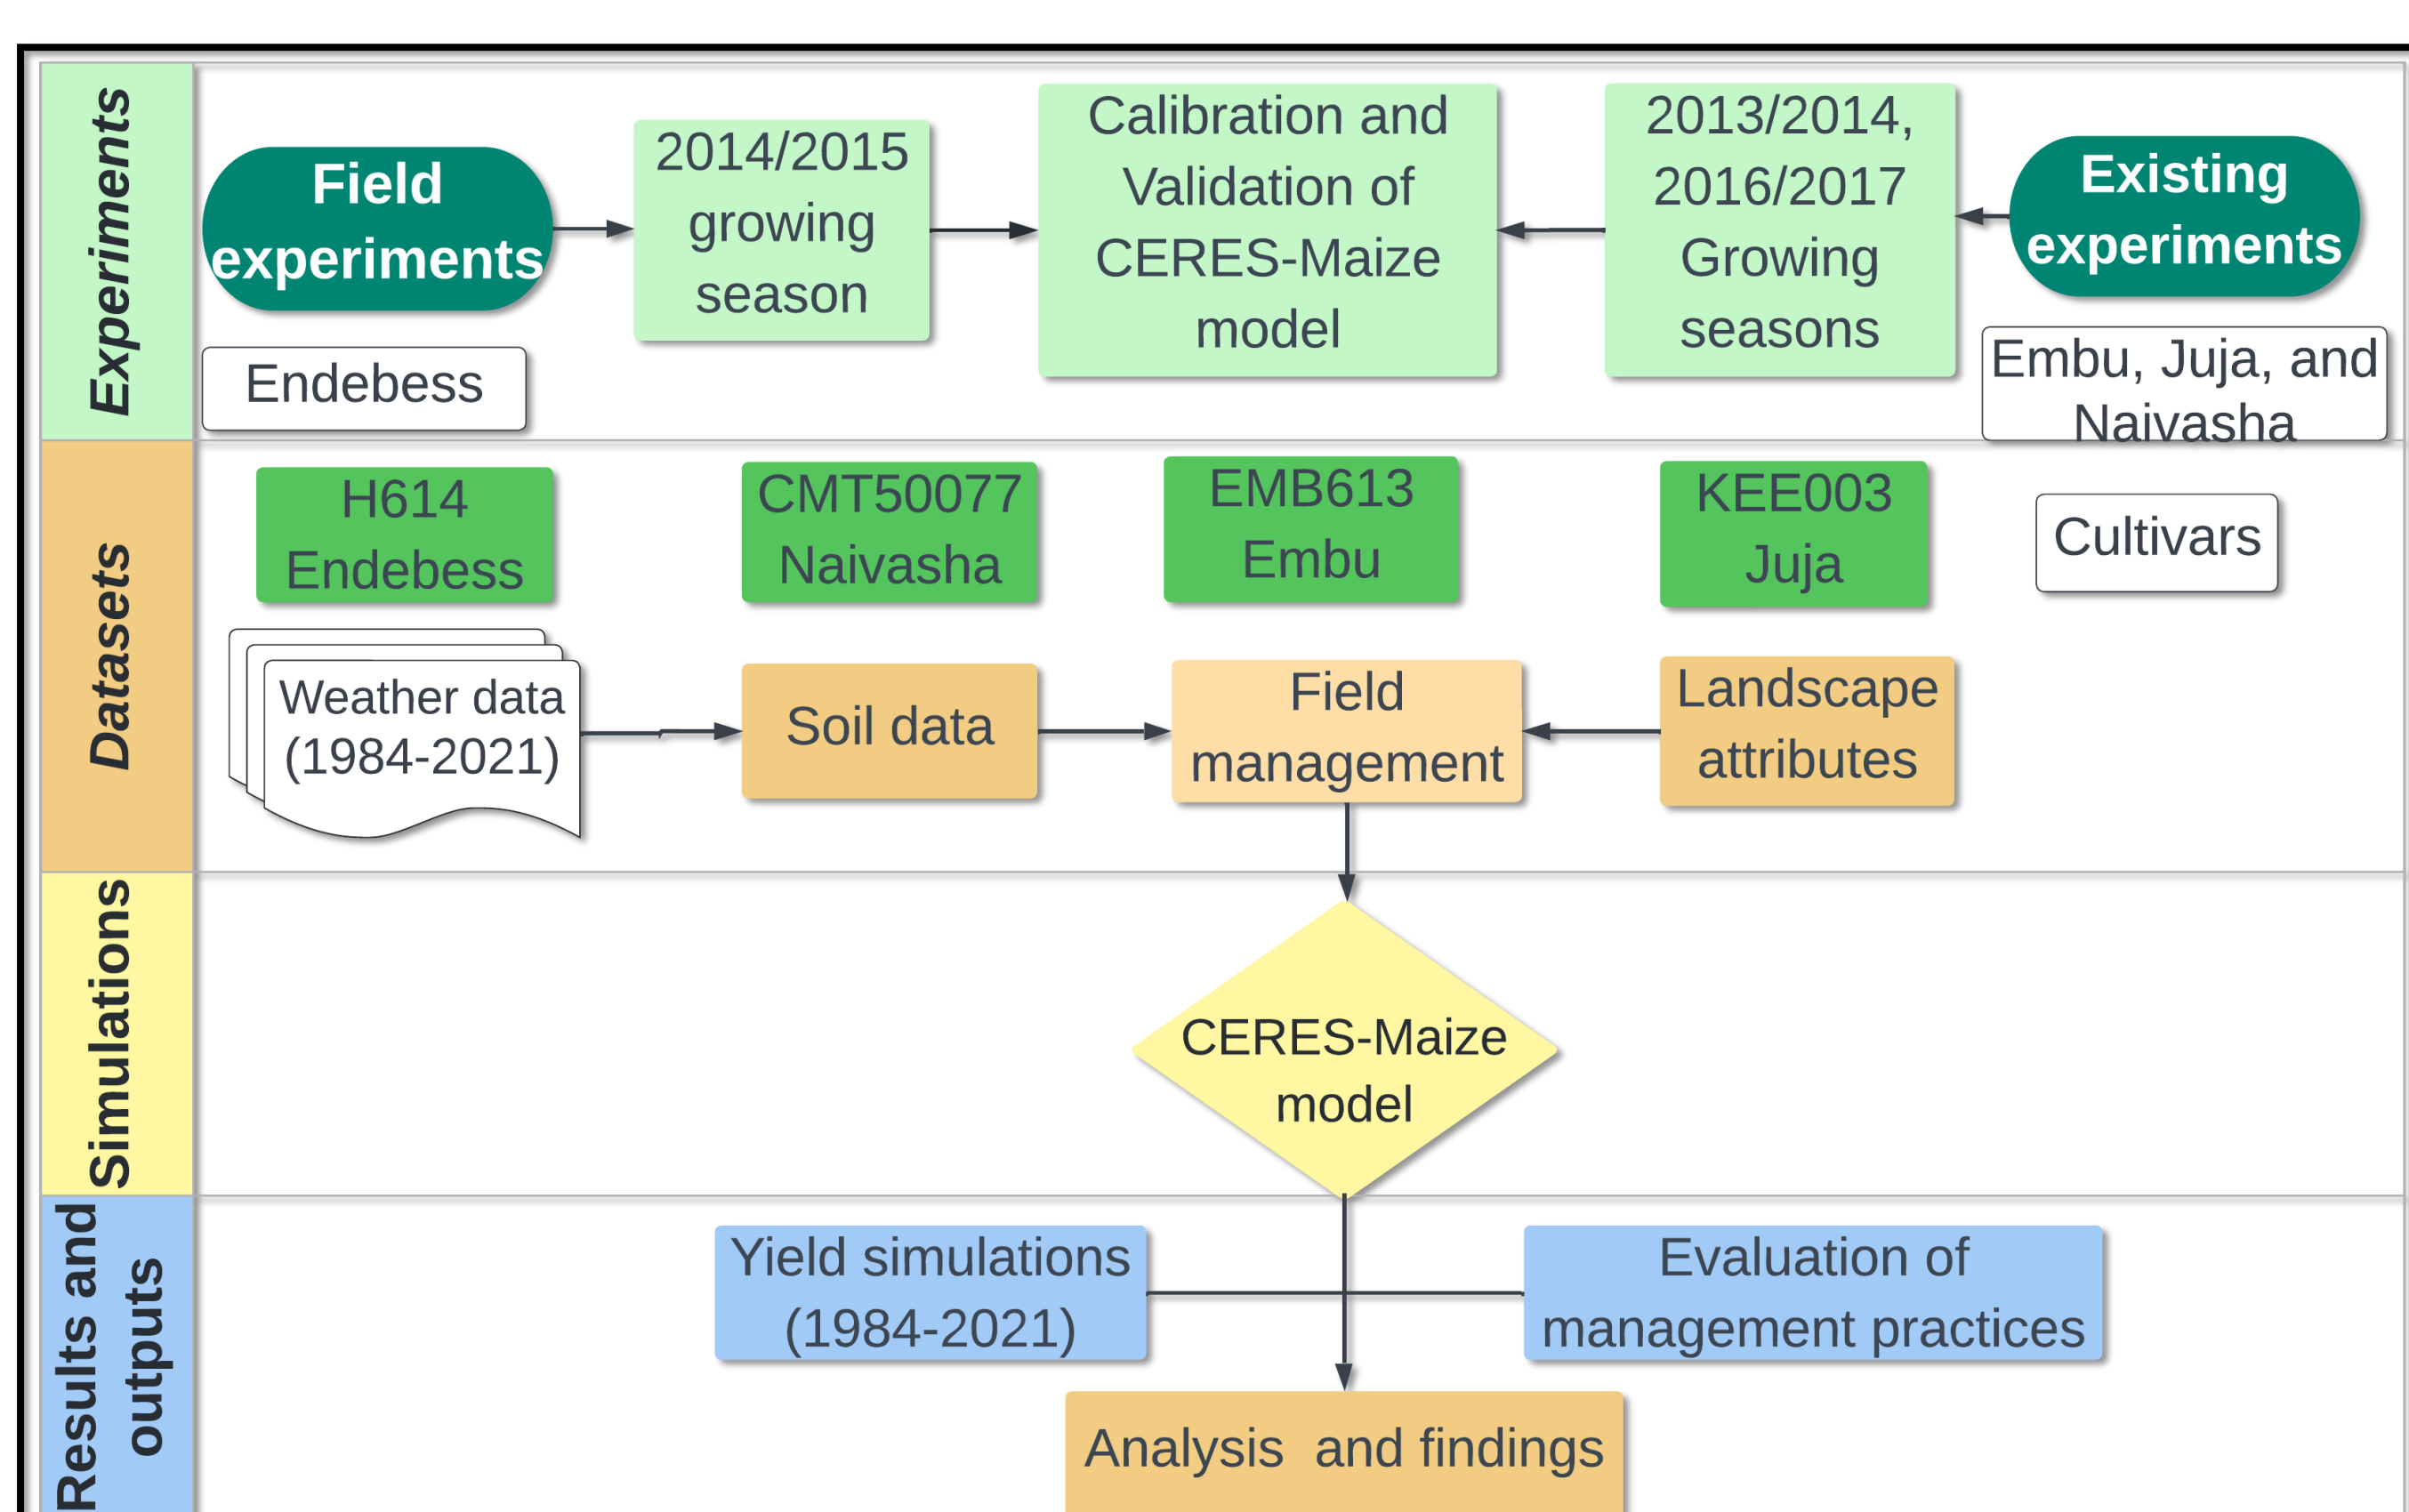 Experiments
Field
experiments
Endebess
2014/2015
growing
season
Calibration and
Validation of
CERES-Maize
model
2013/2014,
2016/2017
Growing
seasons
Existing
experiments
Embu, Juja, and
Naivasha
Datasets
H614
Endebess
CMT50077
Naivasha
EMB613
Embu
KEE003
Juja
Cultivars
Weather data
(1984-2021)
Soil data
Field
management
Landscape
attributes
Simulations
CERES-Maize
model
Results and
outputs
Yield simulations
(1984-2021)
Evaluation of
management practices
Analysis  and findings